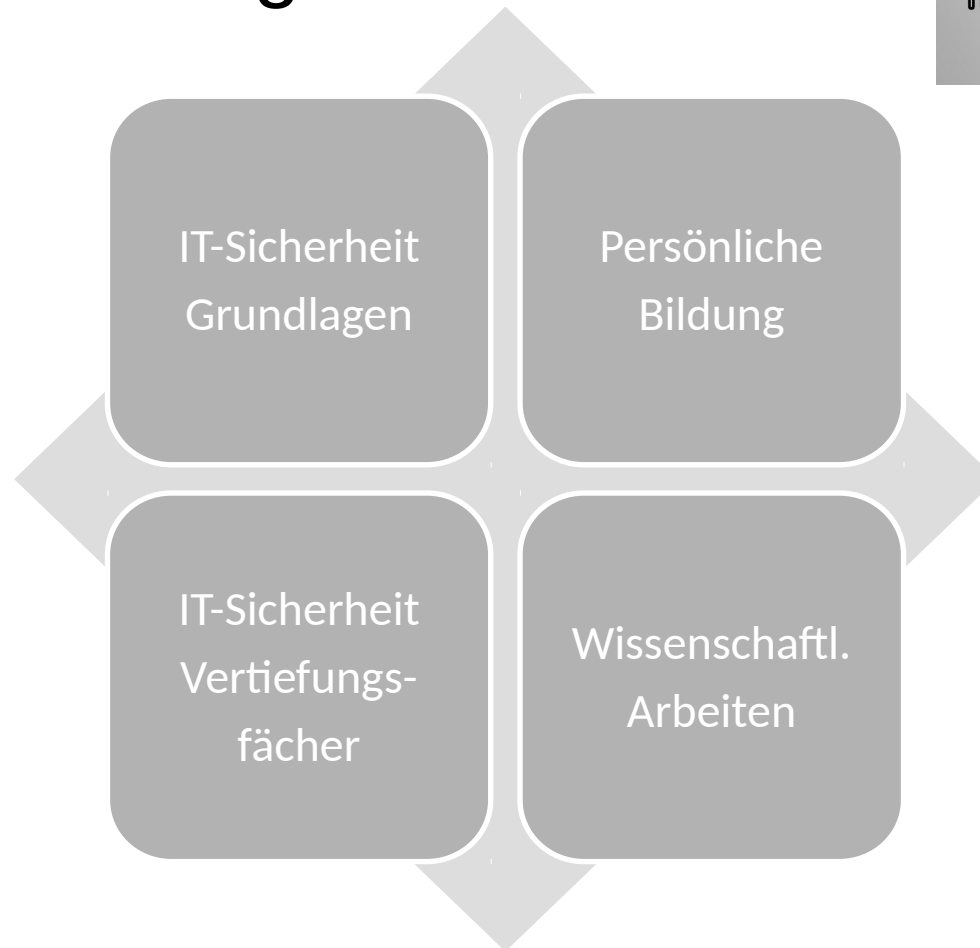 IT-Sicherheit
Grundlagen
Persönliche
Bildung
IT-Sicherheit
Vertiefungs-
fächer
Wissenschaftl.
Arbeiten